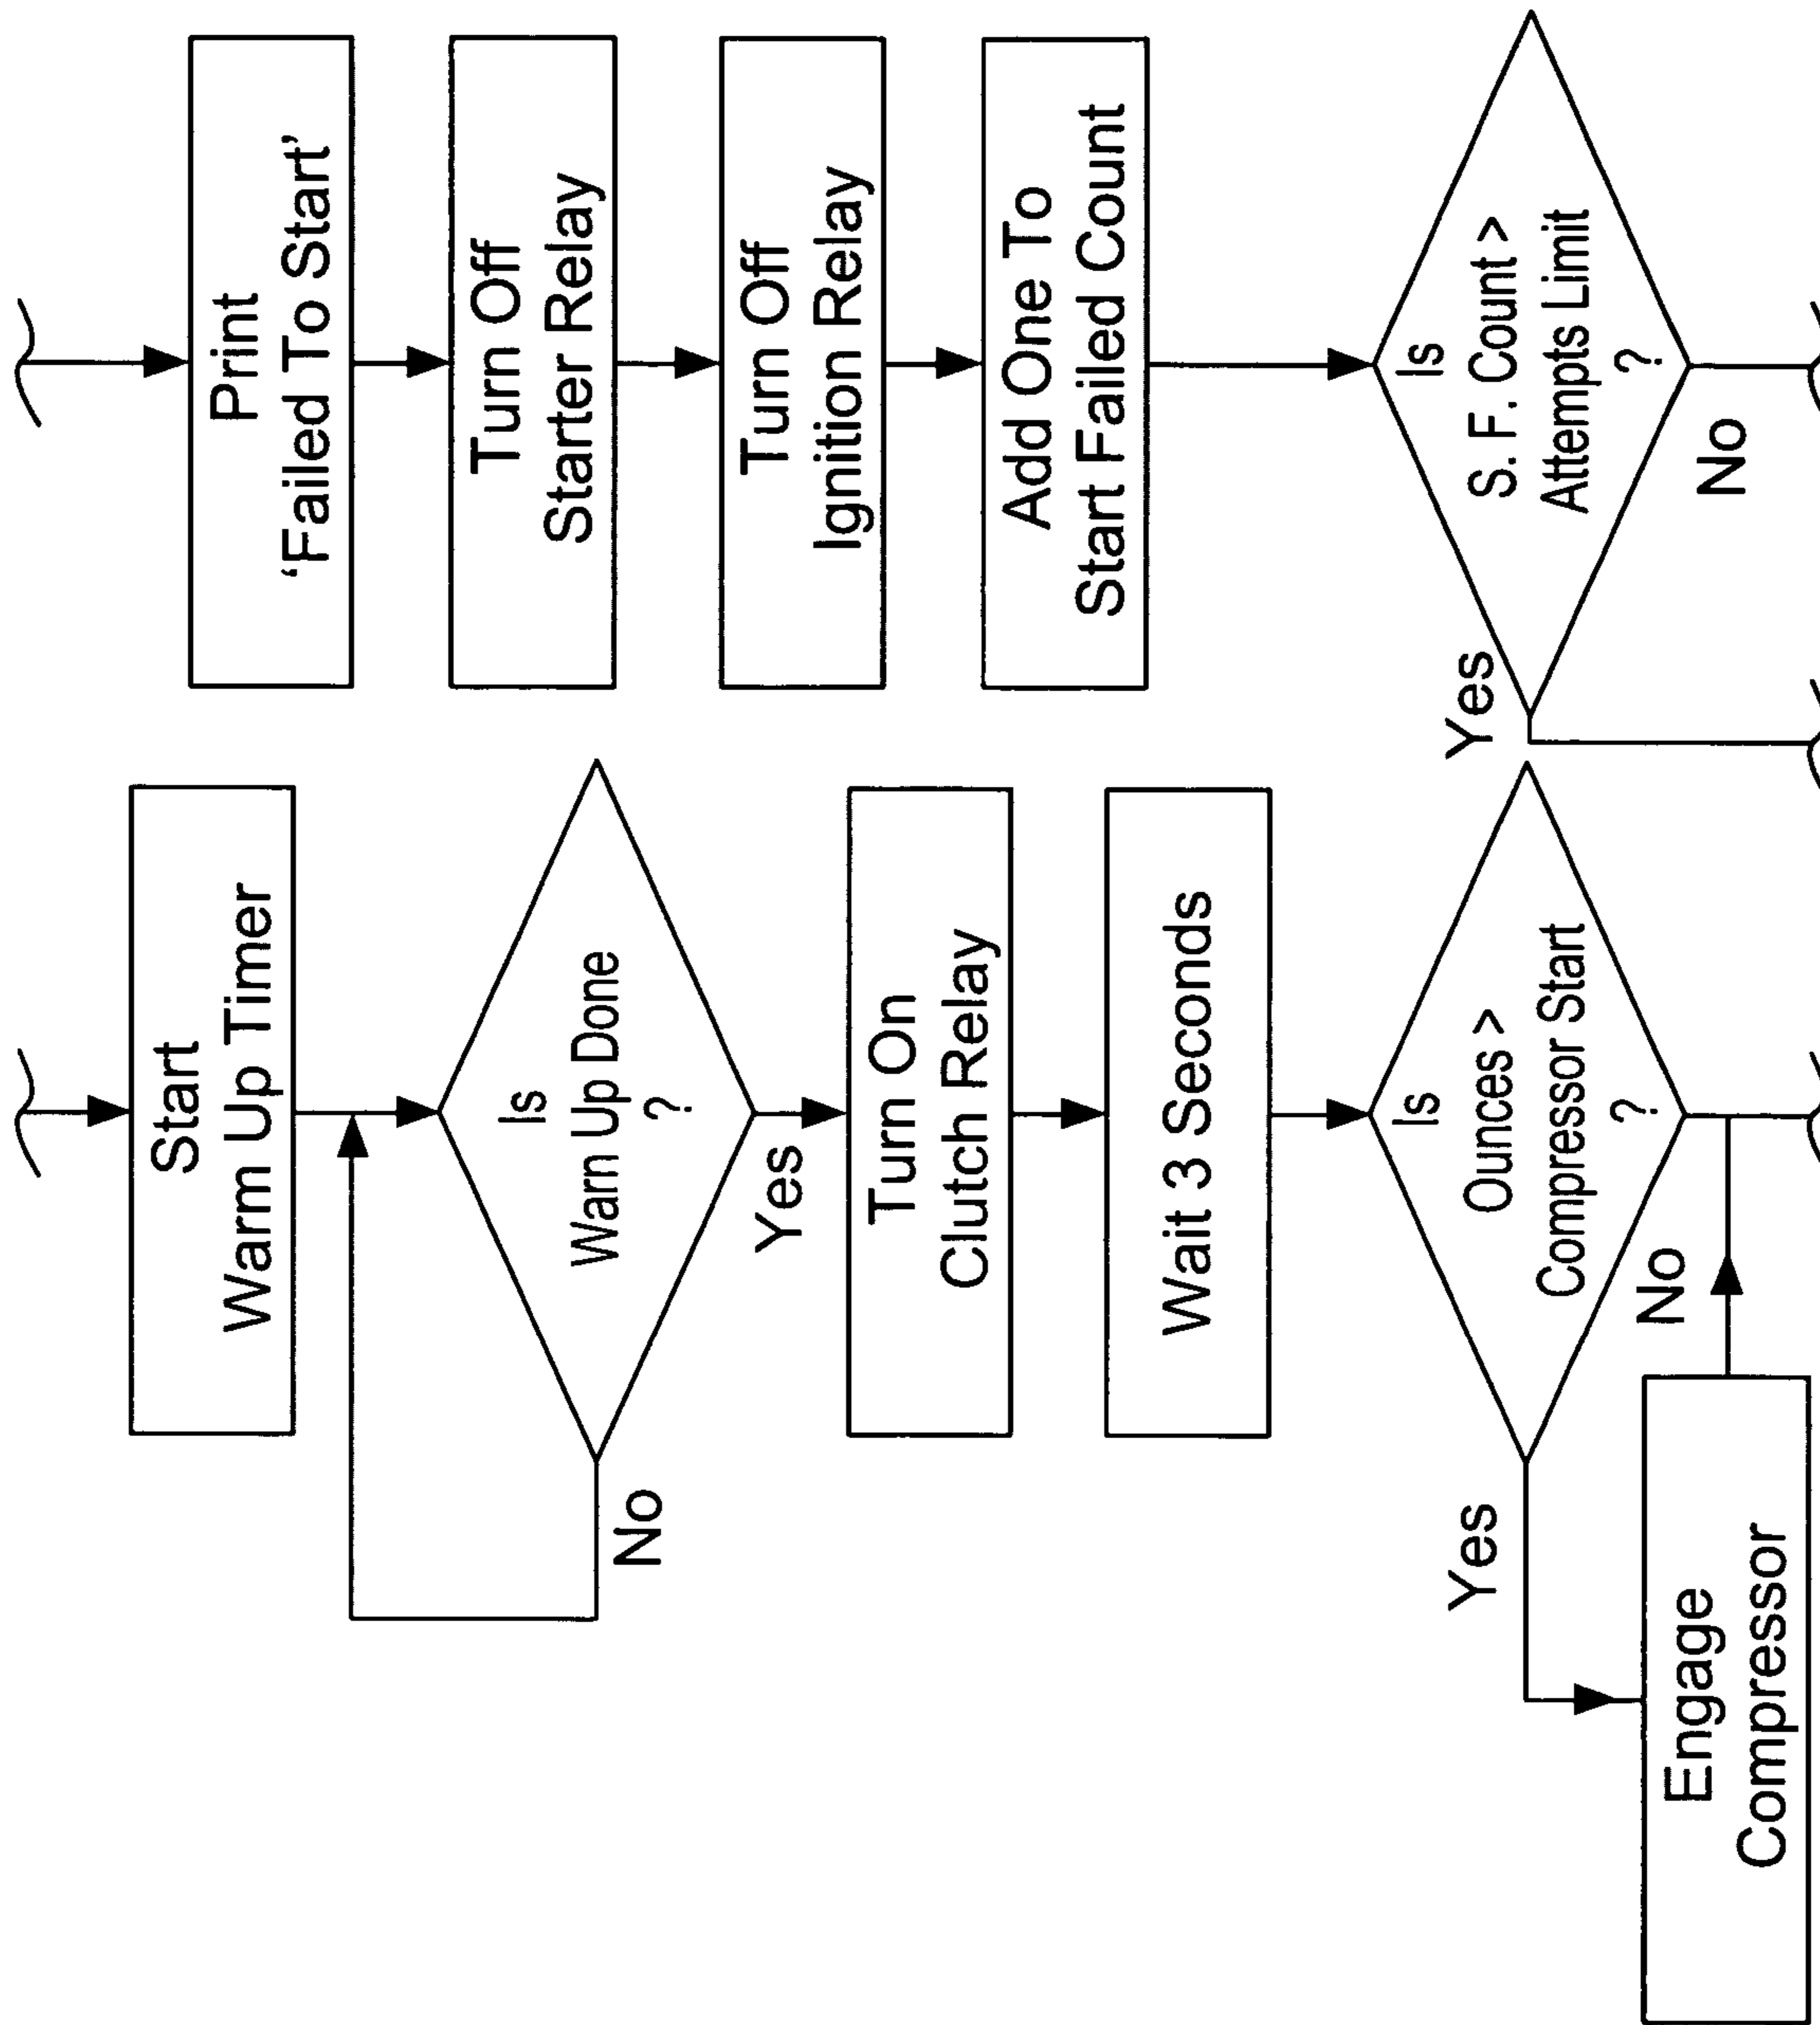 Start
Warm Up Timer
Is
Warn Up Done
?
No
Yes
Turn On
Clutch Relay
Wait 3 Seconds
Is
Ounces >
Compressor Start
?
Yes
No
Engage
Compressor
Print
‘Failed To Start’
Turn Off
Starter Relay
Turn Off
Ignition Relay
Add One To
Start Failed Count
Is
S. F. Count >
Attempts Limit
?
Yes
No